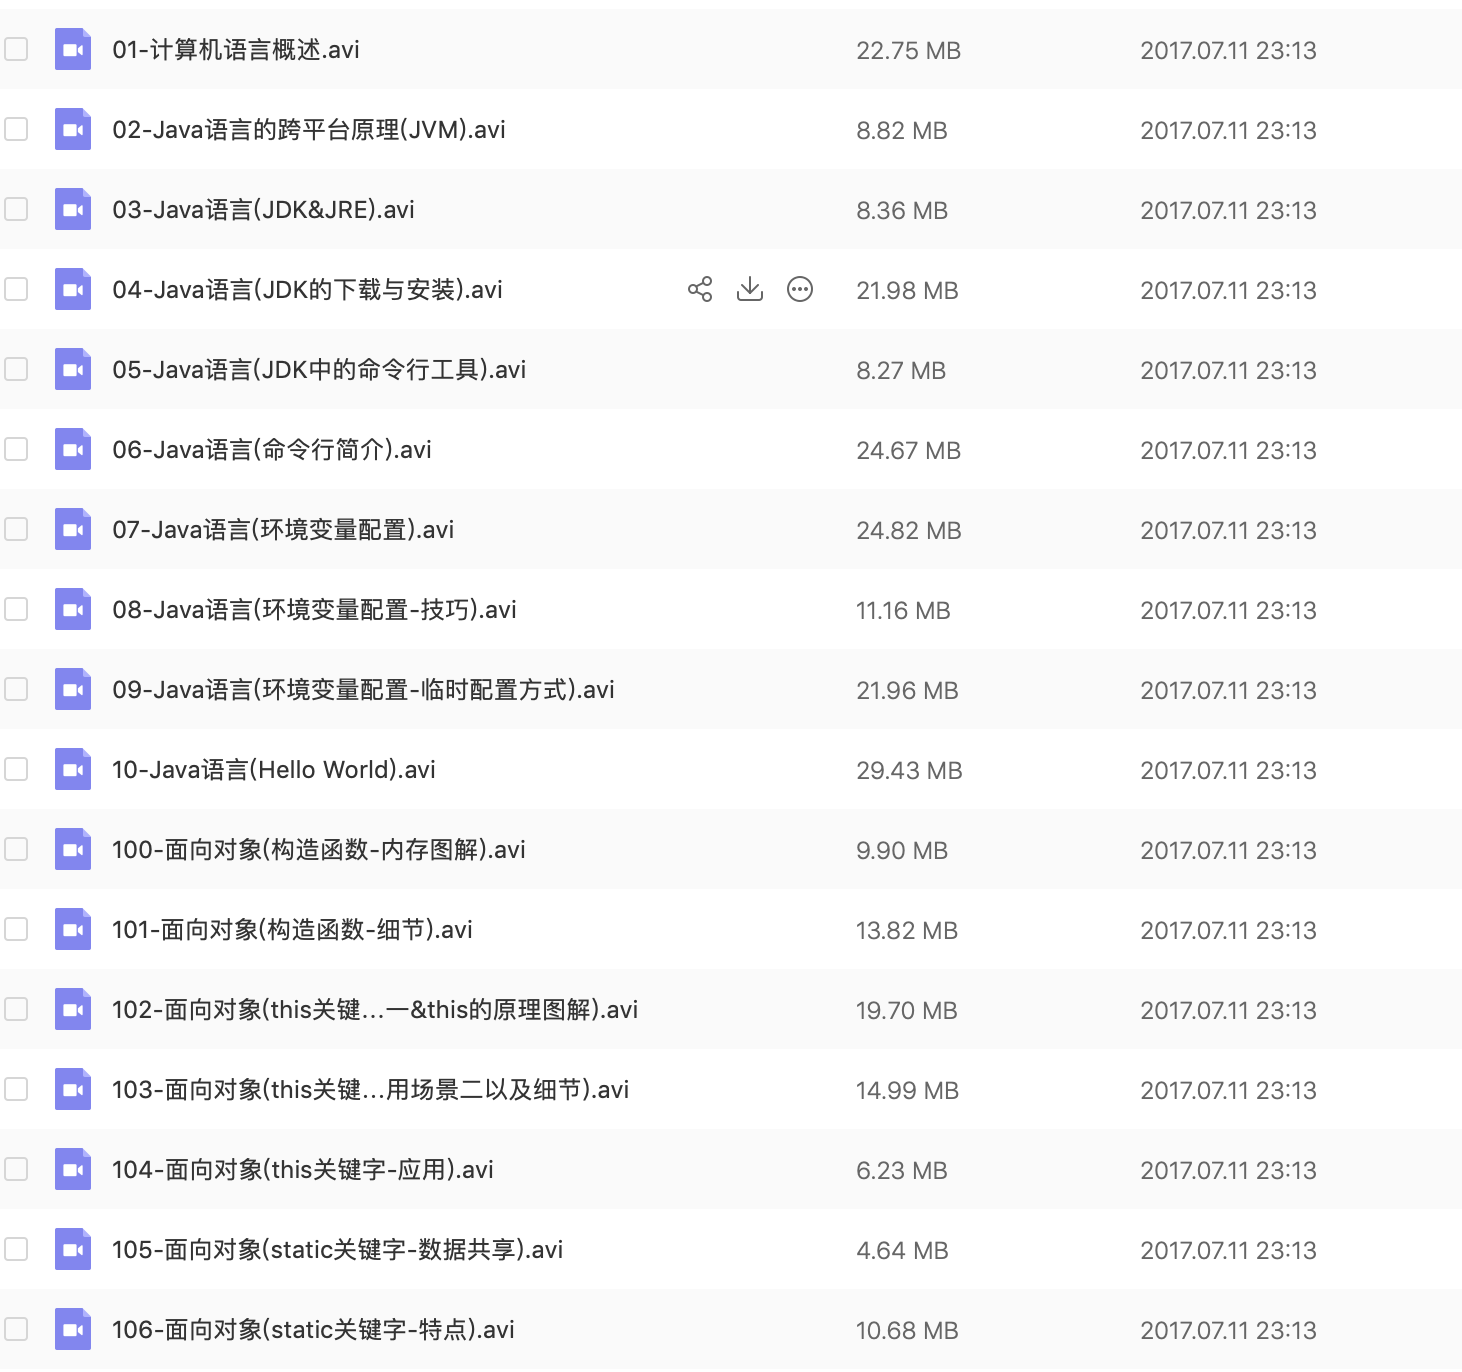 01-计算机语言概述.avi 22.75 MB 2017.07.11 23:13
02-Java语言的跨平台原理(JVM).avi 8.82 MB 2017.07.11 23:13
03-Java语言(JDK&JRE).avi 8.36 MB 2017.07.11 23:13
04-Java语言(JDK的下载与安装).avi 21.98 MB 2017.07.11 23:13
05-Java语言(JDK中的命令行工具).avi 8.27 MB 2017.07.11 23:13
06-Java语言(命令行简介).avi 24.67 MB 2017.07.11 23:13
07-Java语言(环境变量配置).avi 24.82 MB 2017.07.11 23:13
08-Java语言(环境变量配置-技巧).avi 11.16 MB 2017.07.11 23:13
09-Java语言(环境变量配置-临时配置方式).avi 21.96 MB 2017.07.11 23:13
10-Java语言(Hello World).avi 29.43 MB 2017.07.11 23:13
100-面向对象(构造函数-内存图解).avi 9.90 MB 2017.07.11 23:13
101-面向对象(构造函数-细节).avi 13.82 MB 2017.07.11 23:13
102-面向对象(this关键...一&this的原理图解).avi 19.70 MB 2017.07.11 23:13
103-面向对象(this关键...用场景二以及细节).avi 14.99 MB 2017.07.11 23:13
104-面向对象(this关键字-应用).avi 6.23 MB 2017.07.11 23:13
105-面向对象(static关键字-数据共享).avi 4.64 MB 2017.07.11 23:13
106-面向对象(static关键字-特点).avi 10.68 MB 2017.07.11 23:13